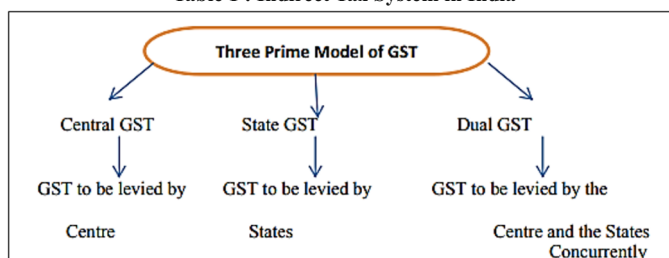 Three Prime Model of GST
Central GST
State GST
Dual GST
GST to be levied by
Centre
GST to be levied by
States
GST to be levied by the
Centre and the States
Concurrently